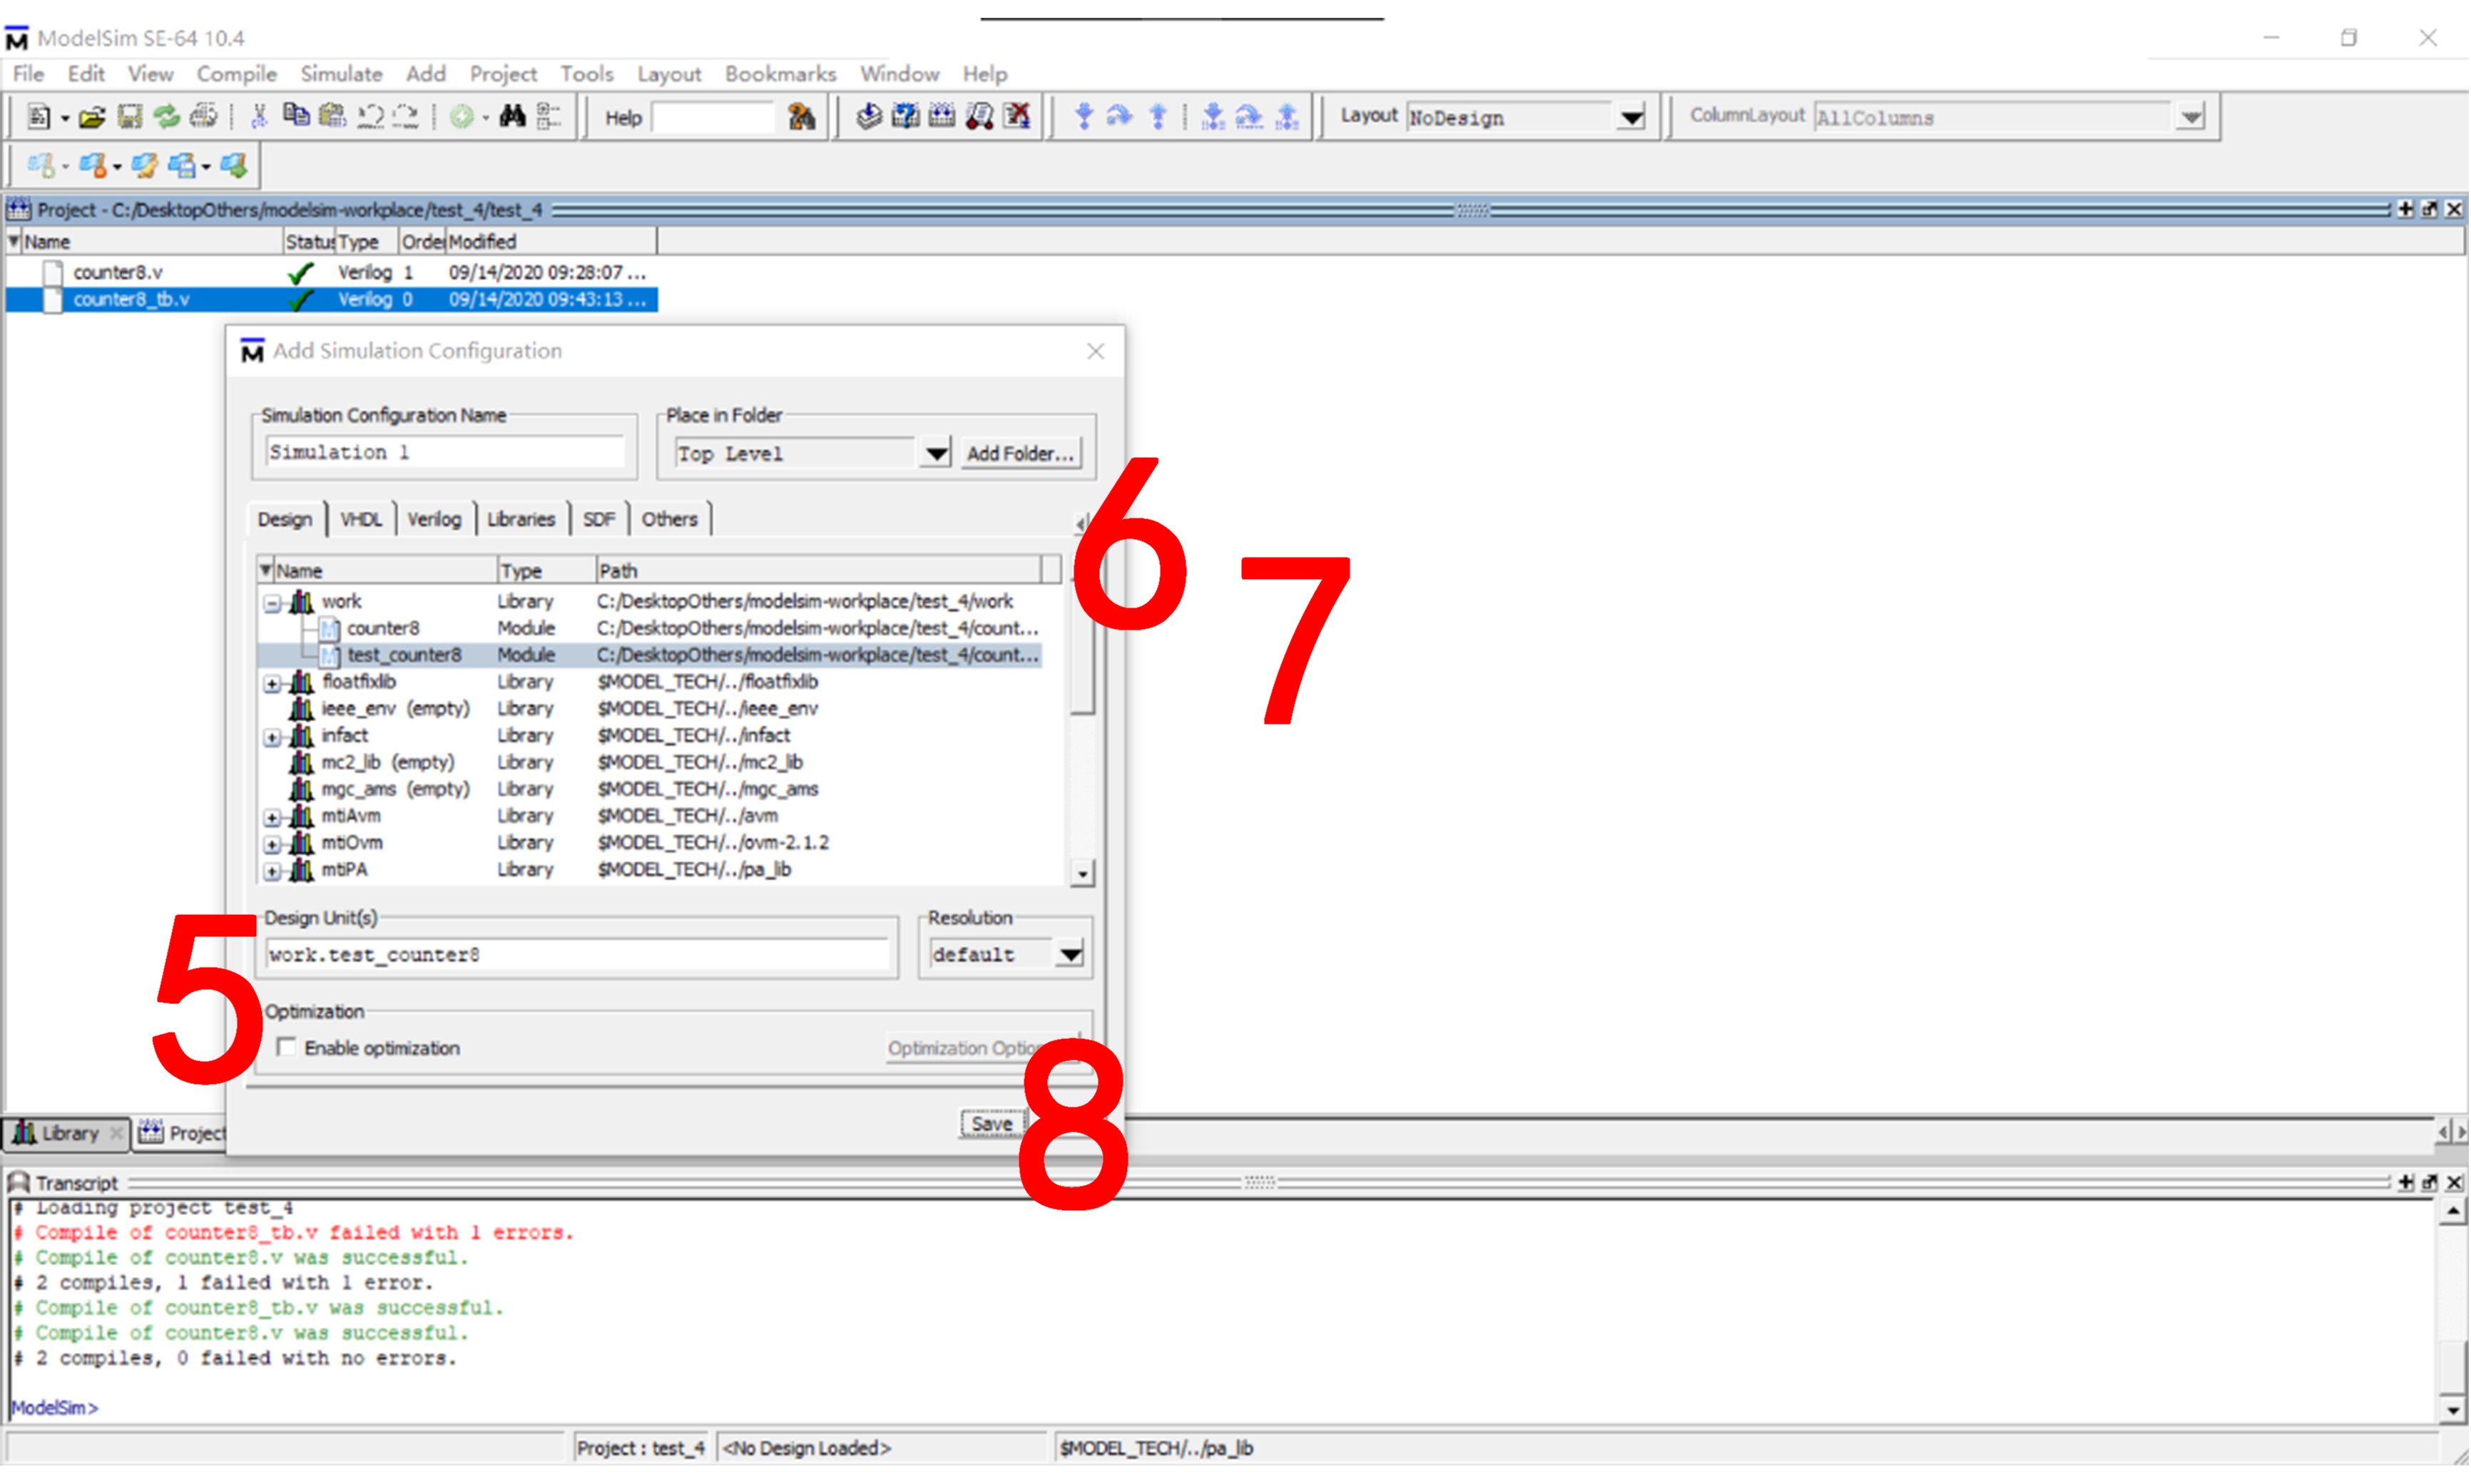 ModelSim SE-64 10.4
File Edit View Compile Simulate Add Project Tools Layout Bookmarks Window Help
Help Layout NoDesign ColumnLayout AllColumns
Project - C:/DesktopOthers/modelsim-workplace/test_4/test_4
Name Status Type Order Modified
counter8.v Verilog 1 09/14/2020 09:28:07 ...
counter8_tb.v Verilog 0 09/14/2020 09:43:13 ...
Add Simulation Configuration
Simulation Configuration Name Place in Folder
Simulation 1 Top Level Add Folder...
6
Design VHDL Verilog Libraries SDF Others
7
Name Type Path
work Library C:/DesktopOthers/modelsim-workplace/test_4/work
counter8 Module C:/DesktopOthers/modelsim-workplace/test_4/count...
test_counter8 Module C:/DesktopOthers/modelsim-workplace/test_4/count...
floatfixlib Library $MODEL_TECH/../floatfixlib
ieee_env (empty) Library $MODEL_TECH/../ieee_env
infact Library $MODEL_TECH/../infact
mc2_lib (empty) Library $MODEL_TECH/../mc2_lib
mgc_ams (empty) Library $MODEL_TECH/../mgc_ams
mtiAvm Library $MODEL_TECH/../avm
mtiOvm Library $MODEL_TECH/../ovm-2.1.2
mtiPA Library $MODEL_TECH/../pa_lib
5
Design Unit(s) Resolution
work.test_counter8 default
Optimization
Enable optimization Optimization
8
Save
Library Project
Transcript
# Loading project test_4
# Compile of counter8_tb.v failed with 1 errors.
# Compile of counter8.v was successful.
# 2 compiles, 1 failed with 1 error.
# Compile of counter8_tb.v was successful.
# Compile of counter8.v was successful.
# 2 compiles, 0 failed with no errors.
ModelSim>
Project : test_4 <No Design Loaded> $MODEL_TECH/../pa_lib